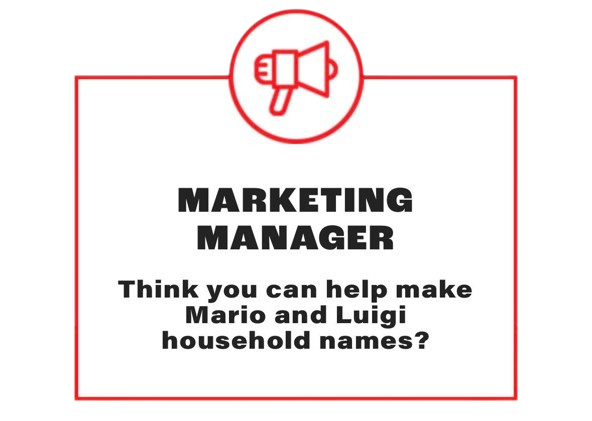 MARKETING
MANAGER
Think you can help make
Mario and Luigi
household names?